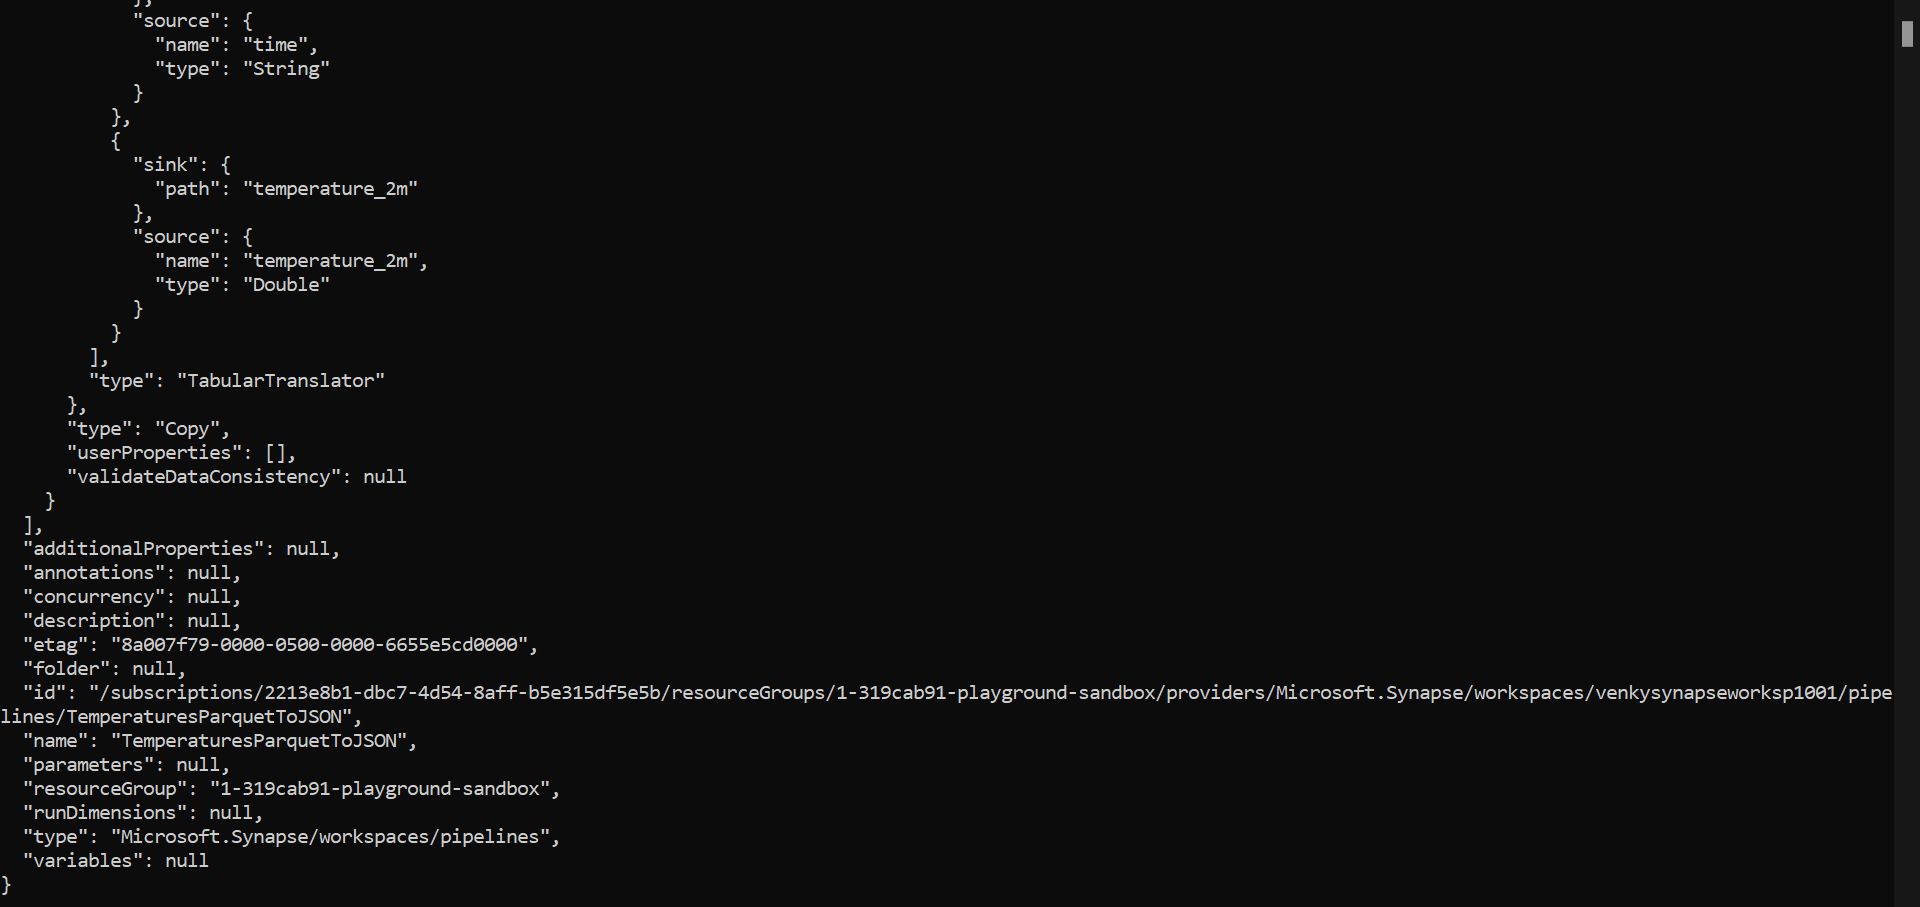 },
"source": {
"name": "time",
"type": "String"
}
},
{
"sink": {
"path": "temperature_2m"
},
"source": {
"name": "temperature_2m",
"type": "Double"
}
}
],
"type": "TabularTranslator"
},
"type": "Copy",
"userProperties": [],
"validateDataConsistency": null
}
],
"additionalProperties": null,
"annotations": null,
"concurrency": null,
"description": null,
"etag": "8a007f79-0000-0500-0000-6655e5cd0000",
"folder": null,
"id": "/subscriptions/2213e8b1-dbc7-4d54-8aff-b5e315df5e5b/resourceGroups/1-319cab91-playground-sandbox/providers/Microsoft.Synapse/workspaces/venkysynapseworksp1001/pipe
lines/TemperaturesParquetToJSON",
"name": "TemperaturesParquetToJSON",
"parameters": null,
"resourceGroup": "1-319cab91-playground-sandbox",
"runDimensions": null,
"type": "Microsoft.Synapse/workspaces/pipelines",
"variables": null
}